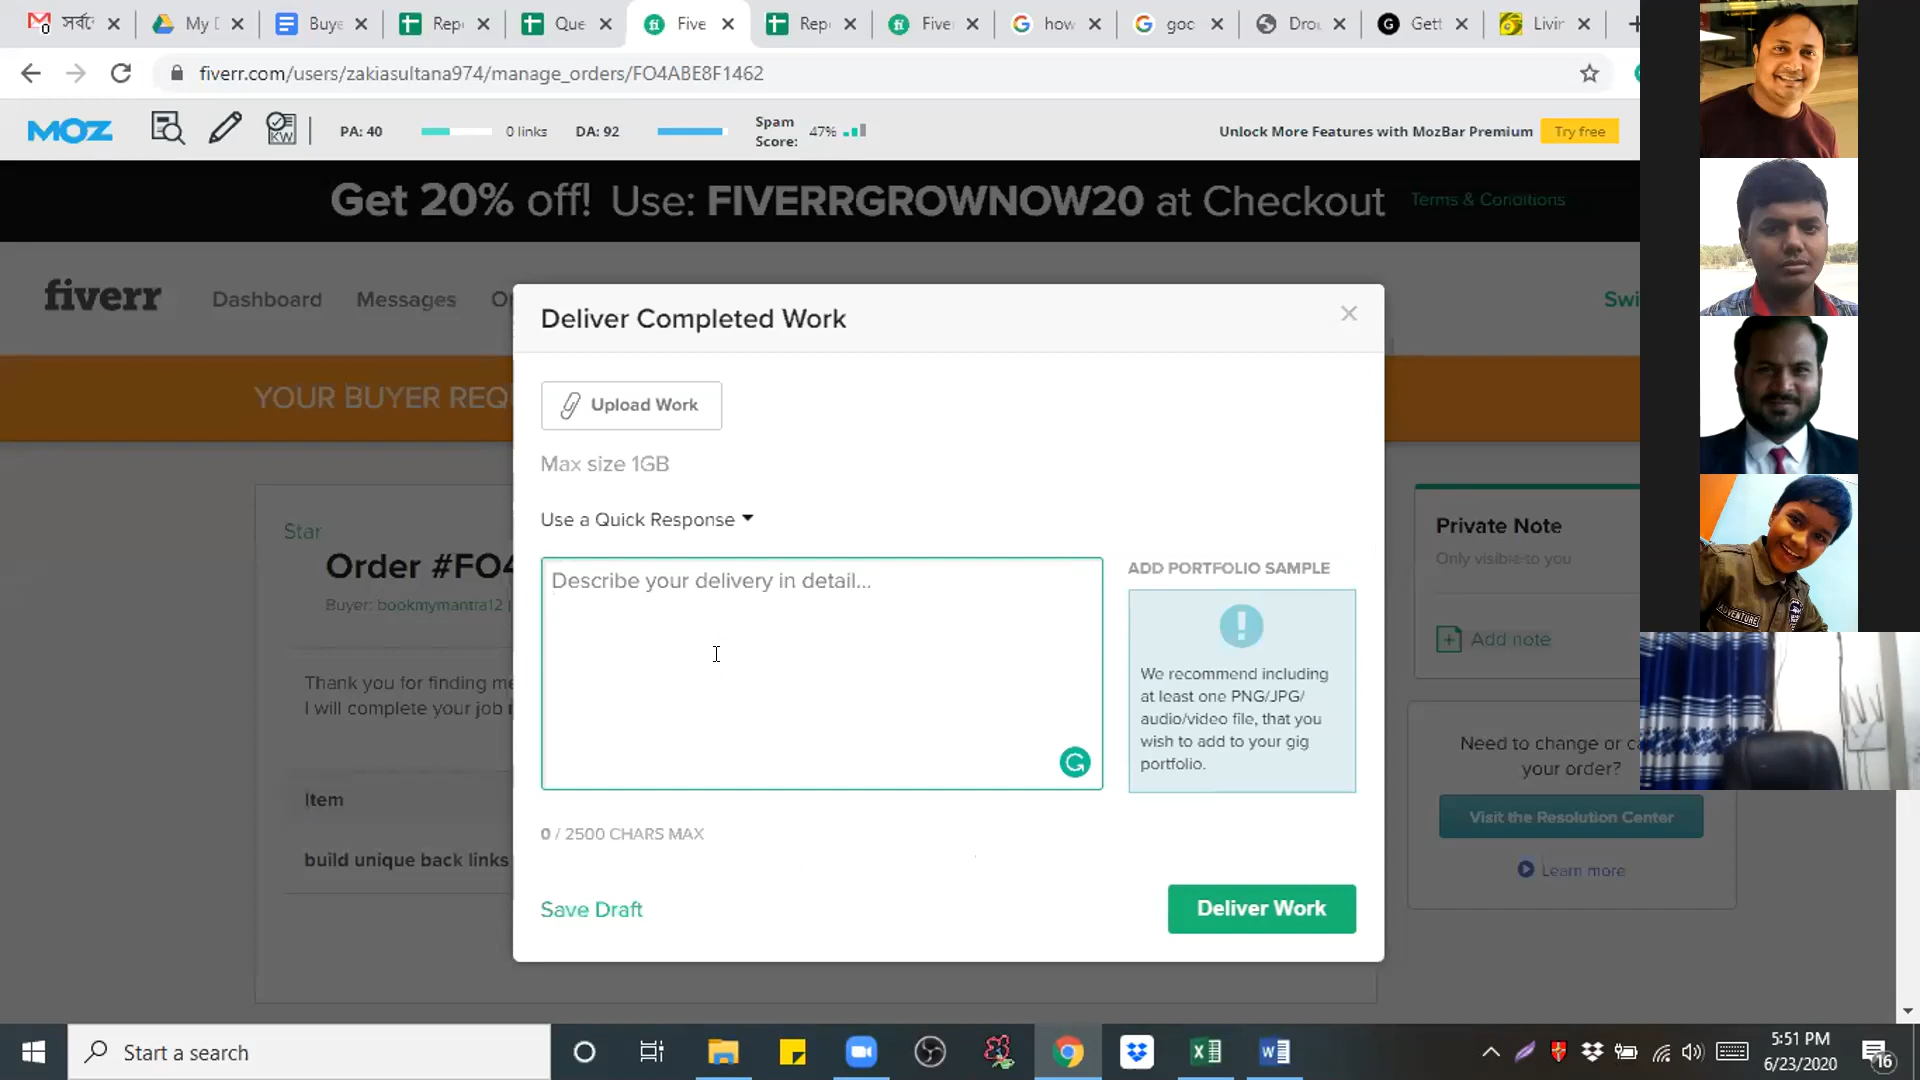 সর্বে
My D
Buye
Rep
Que
Five
Rep
Five
how
goc
Dro
Gett
Livir
fiverr.com/users/zakiasultana974/manage_orders/FO4ABE8F1462
MOZ
KW
PA: 40
0 links
DA: 92
Spam
Score:
47%
Unlock More Features with MozBar Premium
Try free
Get 20% off! Use: FIVERRGROWNOW20 at Checkout
Terms & Conditions
fiverr
Dashboard
Messages
Swi
Deliver Completed Work
YOUR BUYER REQ
Upload Work
Max size 1GB
Use a Quick Response
Star
Order #FO4
Buyer: bookmymantra12
Describe your delivery in detail...
ADD PORTFOLIO SAMPLE
We recommend including
at least one PNG/JPG/
audio/video file, that you
wish to add to your gig
portfolio.
Private Note
Only visible to you
Add note
Thank you for finding me
I will complete your job
Item
build unique back links
0 / 2500 CHARS MAX
Need to change or ca
your order?
Visit the Resolution Center
Learn more
Save Draft
Deliver Work
ADVENTURE
Start a search
5:51 PM
6/23/2020
16